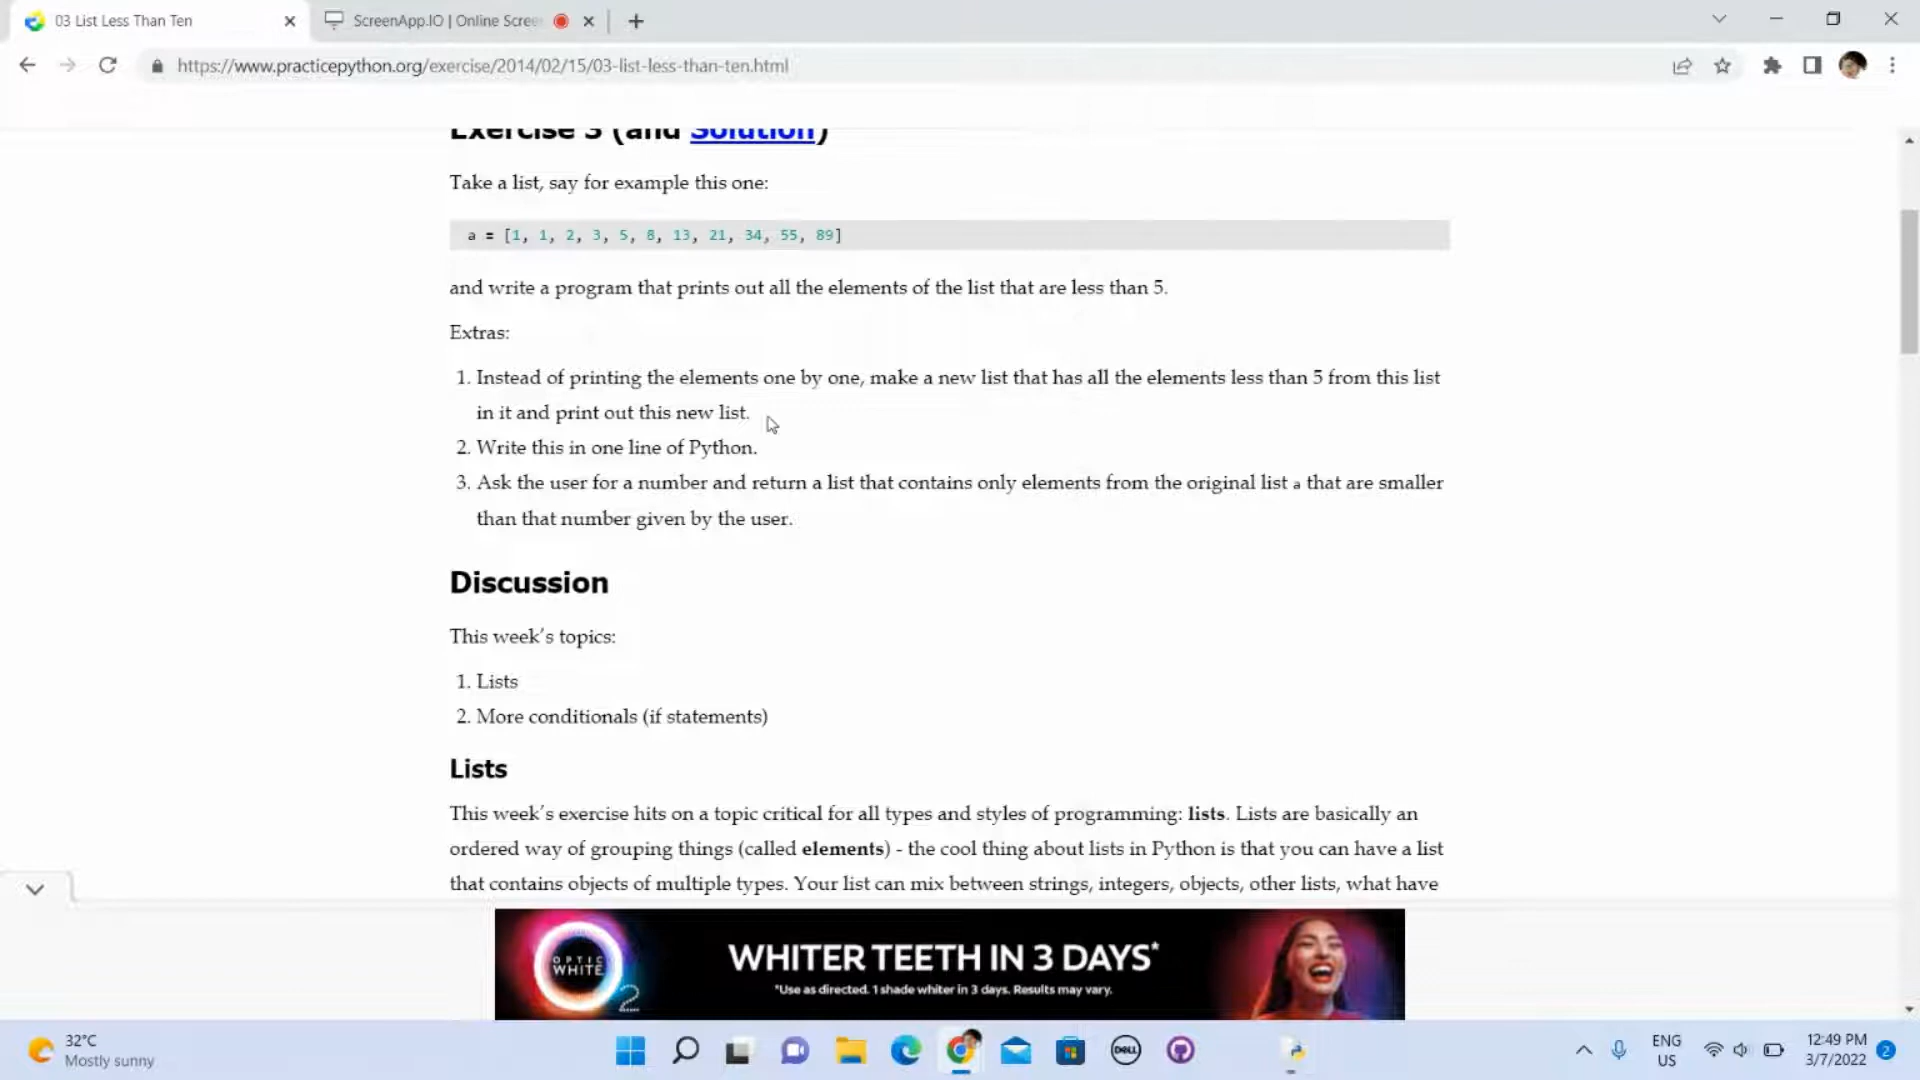 03 List Less Than Ten
ScreenApp.IO | Online Scree
https://www.practicepython.org/exercise/2014/02/15/03-list-less-than-ten.html
Exercise 3 (and Solution)
Take a list, say for example this one:
a = [1, 1, 2, 3, 5, 8, 13, 21, 34, 55, 89]
and write a program that prints out all the elements of the list that are less than 5.
Extras:
1. Instead of printing the elements one by one, make a new list that has all the elements less than 5 from this list
in it and print out this new list.
2. Write this in one line of Python.
3. Ask the user for a number and return a list that contains only elements from the original list a that are smaller
than that number given by the user.
Discussion
This week's topics:
1. Lists
2. More conditionals (if statements)
Lists
This week's exercise hits on a topic critical for all types and styles of programming: lists. Lists are basically an
ordered way of grouping things (called elements) - the cool thing about lists in Python is that you can have a list
that contains objects of multiple types. Your list can mix between strings, integers, objects, other lists, what have
OPTIC
WHITE
O2
WHITER TEETH IN 3 DAYS*
*Use as directed. 1 shade whiter in 3 days. Results may vary.
32°C
Mostly sunny
DELL
ENG
US
12:49 PM
3/7/2022
2